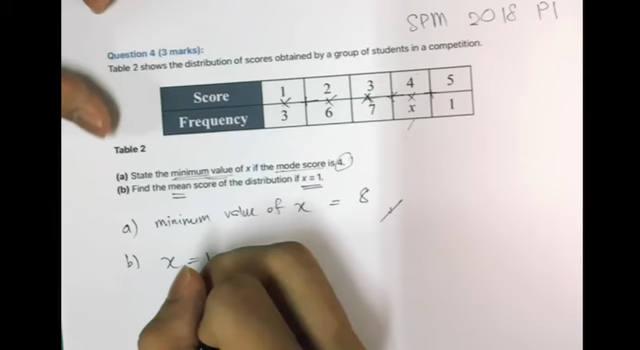 SPM 2018 P1
Question 4 (3 marks):
Table 2 shows the distribution of scores obtained by a group of students in a competition.
Score 1 2 3 4 5
Frequency 3 6 7 x 1
Table 2
(a) State the minimum value of x if the mode score is 4.
(b) Find the mean score of the distribution if x = 1.
a) mininum value of x = 8
b) x = 1